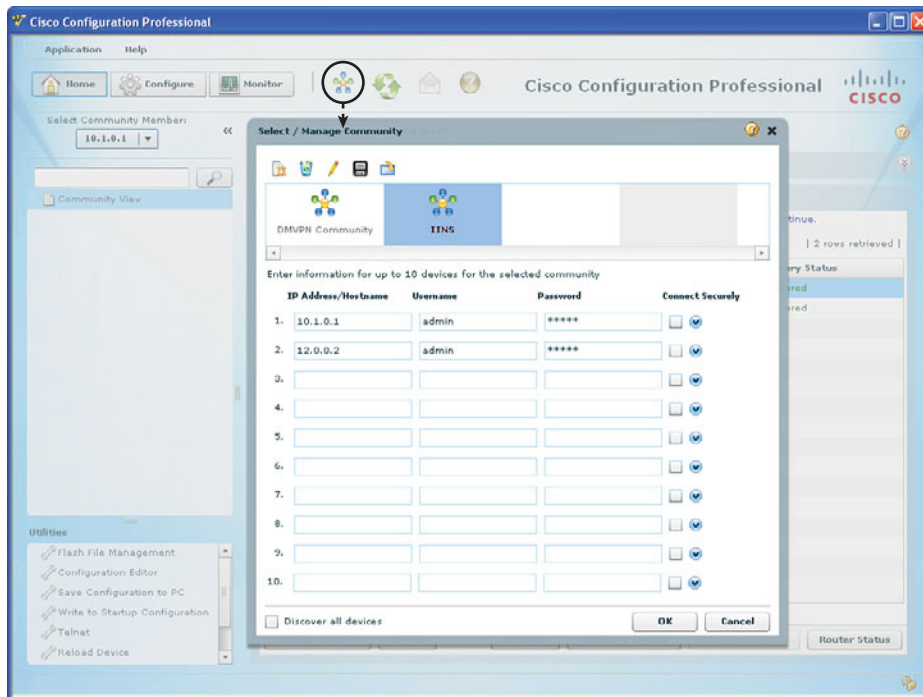 Cisco Configuration Professional
Application Help
Home Configure Monitor
Cisco Configuration Professional
CISCO
Select Community Member:
10.1.0.1
Select / Manage Community
Community View
DMVPN Community IINS
tinue.
| 2 rows retrieved |
Enter information for up to 10 devices for the selected community
ery Status
ered
ered
IP Address/Hostname Username Password Connect Securely
1. 10.1.0.1 admin *****
2. 12.0.0.2 admin *****
3.
4.
5.
6.
7.
8.
9.
10.
Utilities
Flash File Management
Configuration Editor
Save Configuration to PC
Write to Startup Configuration
Telnet
Reload Device
Discover all devices
OK Cancel
Router Status